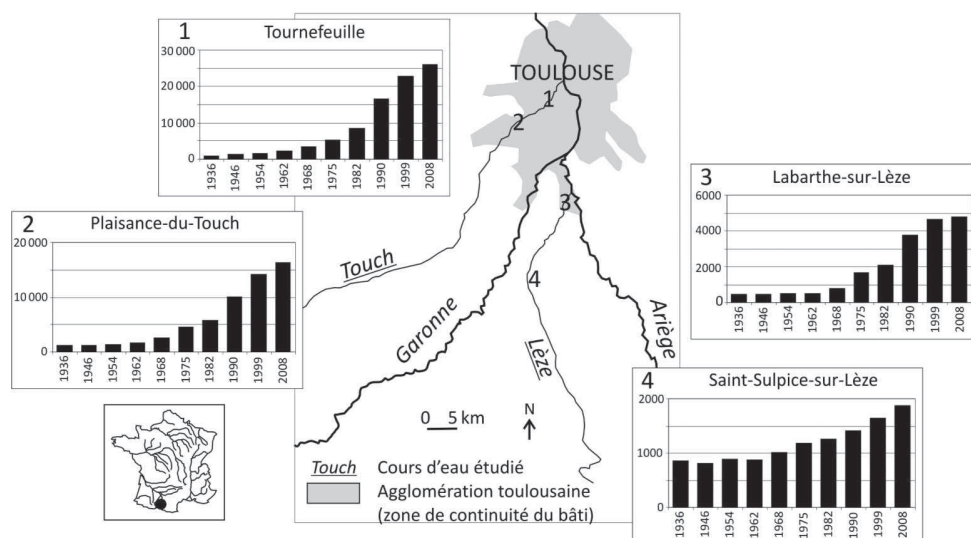 1 Tournefeuille
30 000
20 000
10 000
0
1936 1946 1954 1962 1968 1975 1982 1990 1999 2008
2 Plaisance-du-Touch
20 000
10 000
0
1936 1946 1954 1962 1968 1975 1982 1990 1999 2008
TOULOUSE
1
2
3
4
Touch
Garonne
Lèze
Ariège
0 5 km
N
Touch Cours d'eau étudié
Agglomération toulousaine
(zone de continuité du bâti)
3 Labarthe-sur-Lèze
6000
4000
2000
0
1936 1946 1954 1962 1968 1975 1982 1990 1999 2008
4 Saint-Sulpice-sur-Lèze
2000
1000
0
1936 1946 1954 1962 1968 1975 1982 1990 1999 2008